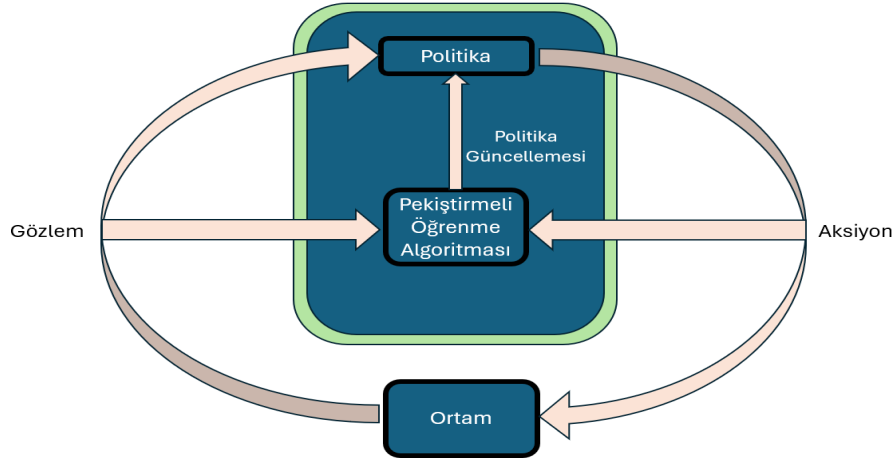 Politika
Politika
Güncellemesi
Gözlem
Pekiştirmeli
Öğrenme
Algoritması
Aksiyon
Ortam